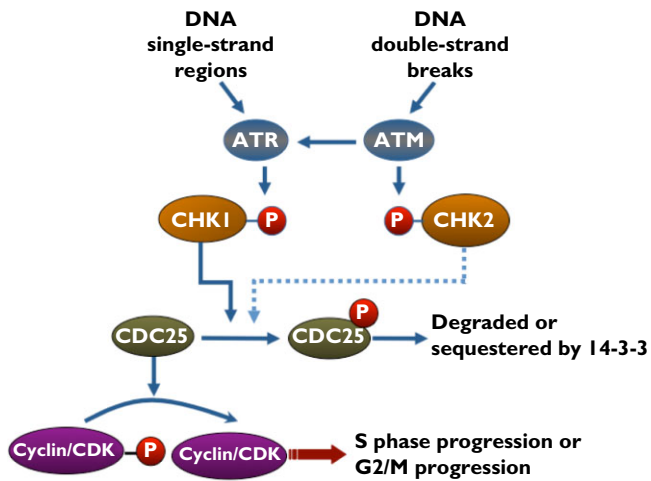 DNA
single-strand
regions
DNA
double-strand
breaks
ATR
ATM
CHK1
P
P
CHK2
P
CDC25
CDC25
Degraded or
sequestered by 14-3-3
Cyclin/CDK
P
Cyclin/CDK
S phase progression or
G2/M progression